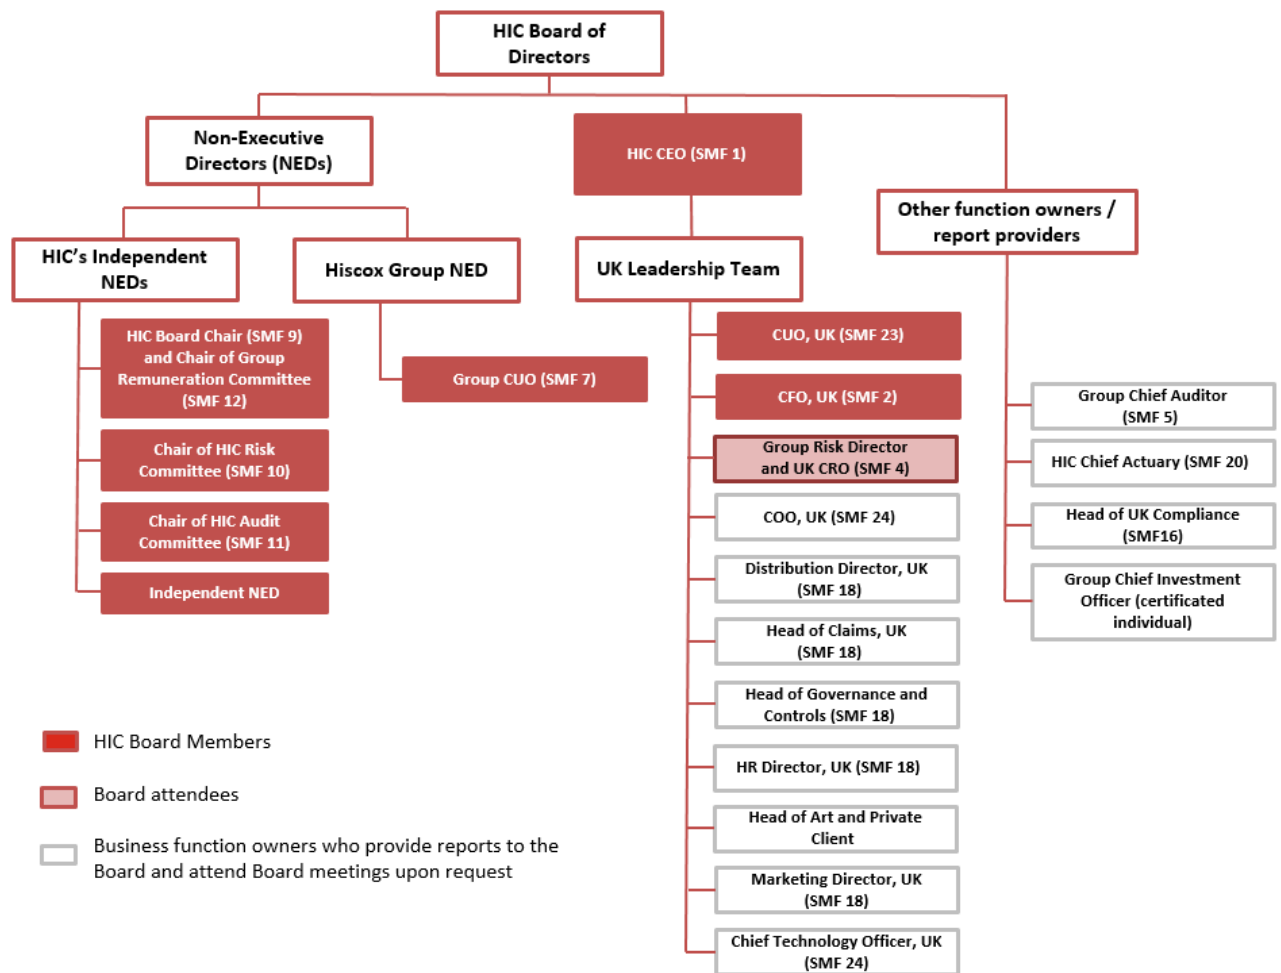 HIC Board of
Directors
Non-Executive
Directors (NEDs)
HIC CEO (SMF 1)
Other function owners /
report providers
HIC's Independent
NEDs
Hiscox Group NED
UK Leadership Team
HIC Board Chair (SMF 9)
and Chair of Group
Remuneration Committee
(SMF 12)
Chair of HIC Risk
Committee (SMF 10)
Chair of HIC Audit
Committee (SMF 11)
Independent NED
Group CUO (SMF 7)
CUO, UK (SMF 23)
CFO, UK (SMF 2)
Group Risk Director
and UK CRO (SMF 4)
COO, UK (SMF 24)
Distribution Director, UK
(SMF 18)
Head of Claims, UK
(SMF 18)
Head of Governance and
Controls (SMF 18)
HR Director, UK (SMF 18)
Head of Art and Private
Client
Marketing Director, UK
(SMF 18)
Chief Technology Officer, UK
(SMF 24)
Group Chief Auditor
(SMF 5)
HIC Chief Actuary (SMF 20)
Head of UK Compliance
(SMF16)
Group Chief Investment
Officer (certificated
individual)
HIC Board Members
Board attendees
Business function owners who provide reports to the
Board and attend Board meetings upon request